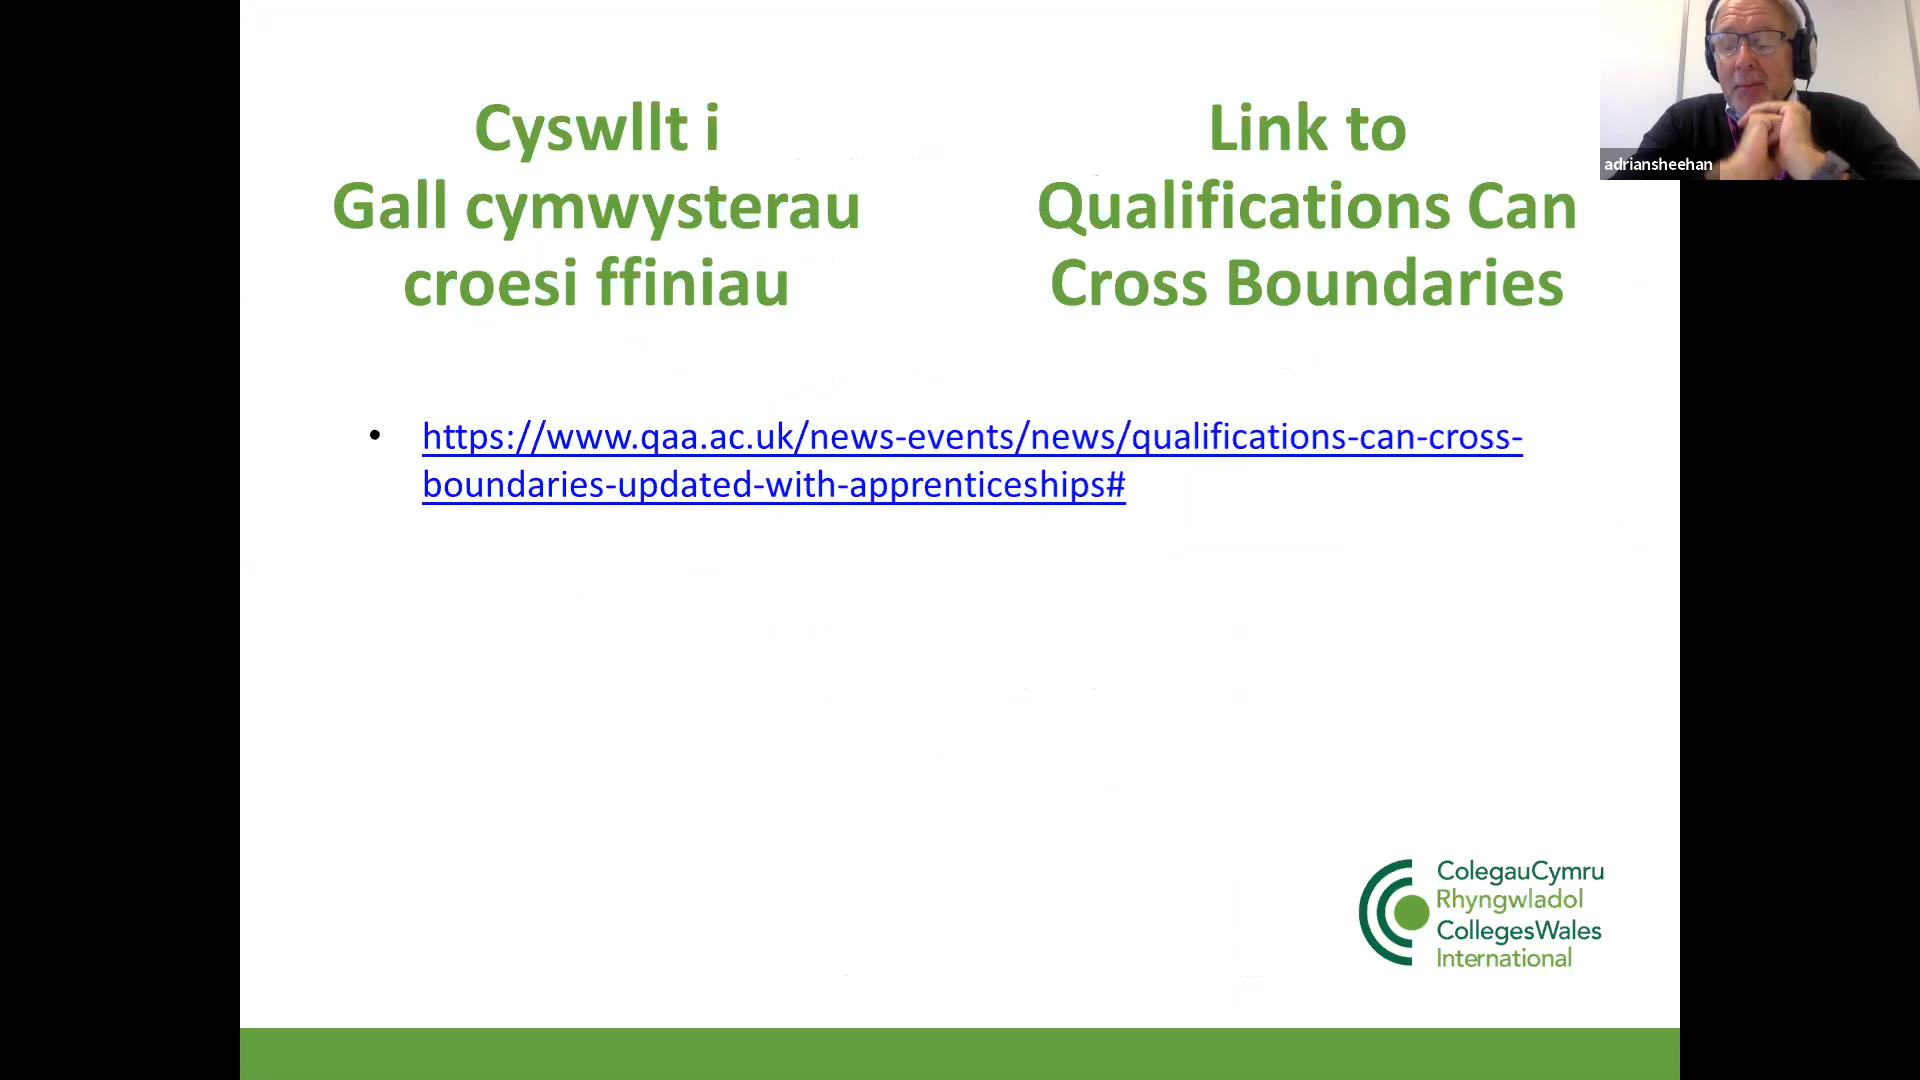 Cyswllt i
Gall cymwysterau
croesi ffiniau
Link to
Qualifications Can
Cross Boundaries
• https://www.qaa.ac.uk/news-events/news/qualifications-can-cross-
boundaries-updated-with-apprenticeships#
adriansheehan
ColegauCymru
Rhyngwladol
CollegesWales
International